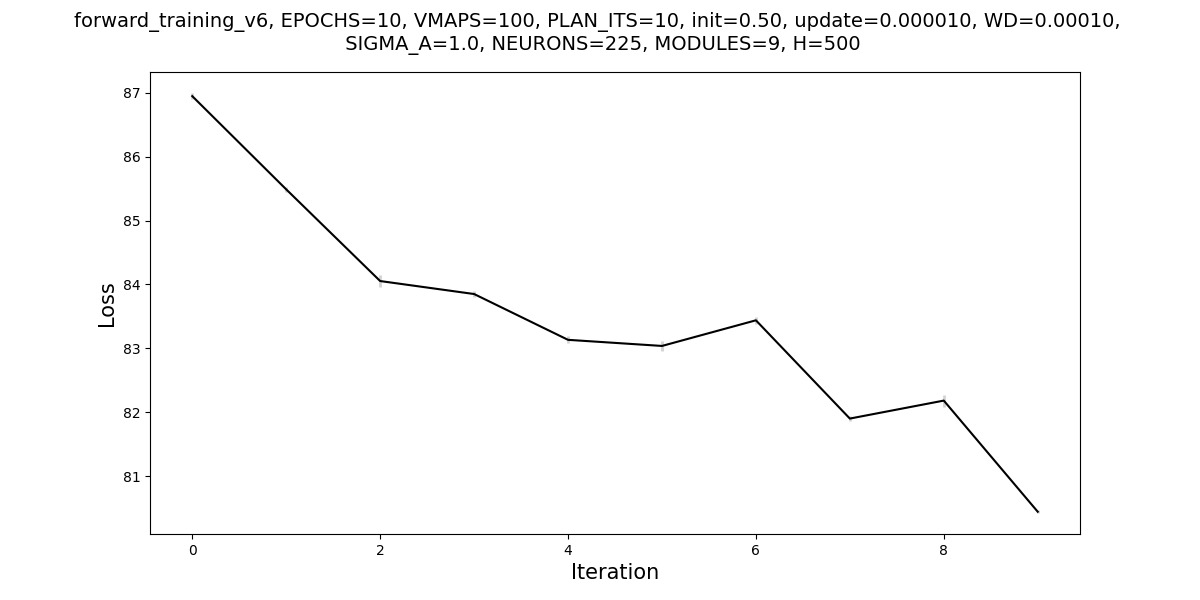 forward_training_v6, EPOCHS=10, VMAPS=100, PLAN_ITS=10, init=0.50, update=0.000010, WD=0.00010,
SIGMA_A=1.0, NEURONS=225, MODULES=9, H=500
87
86
85
84
83
82
81
Loss
0 2 4 6 8
Iteration